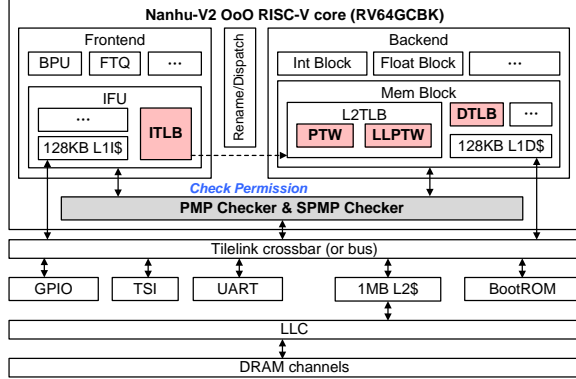 Nanhu-V2 OoO RISC-V core (RV64GCBK)
Frontend
BPU
FTQ
...
IFU
...
128KB L1I$
ITLB
Rename/Dispatch
Backend
Int Block
Float Block
...
Mem Block
L2TLB
PTW
LLPTW
DTLB
...
128KB L1D$
Check Permission
PMP Checker & SPMP Checker
Tilelink crossbar (or bus)
GPIO
TSI
UART
1MB L2$
BootROM
LLC
DRAM channels